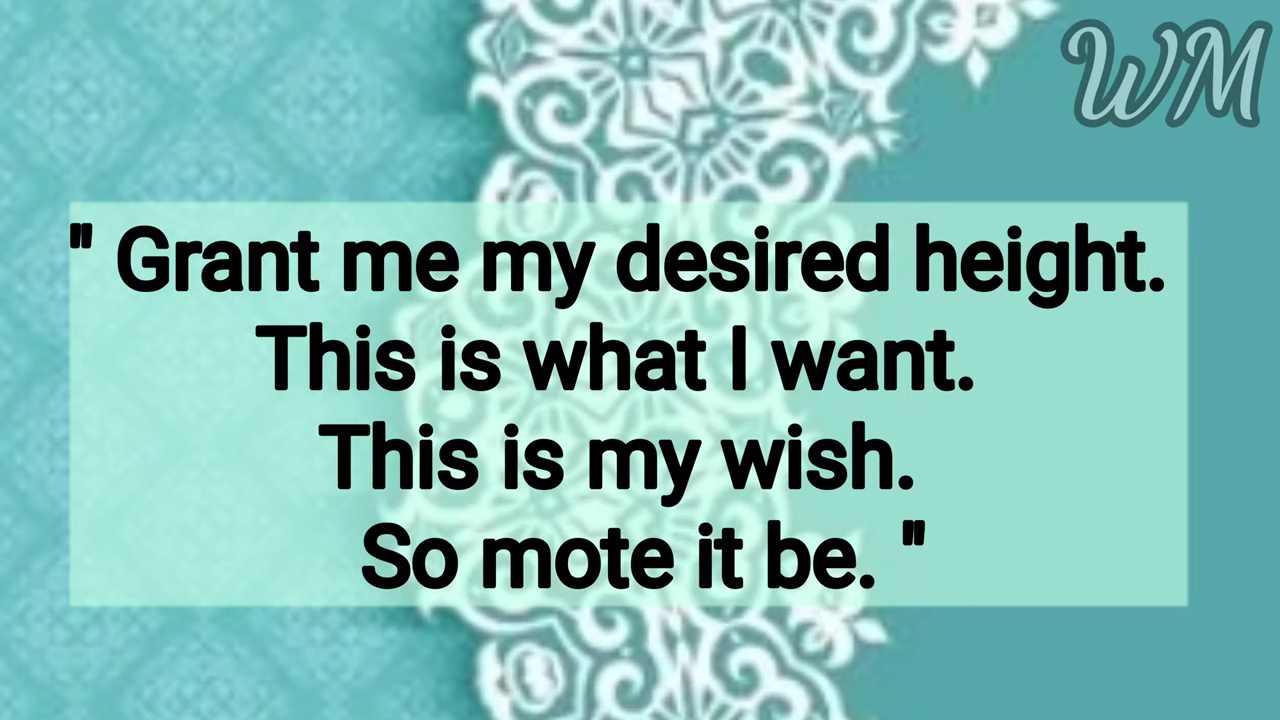 WM
" Grant me my desired height.
This is what I want.
This is my wish.
So mote it be. "